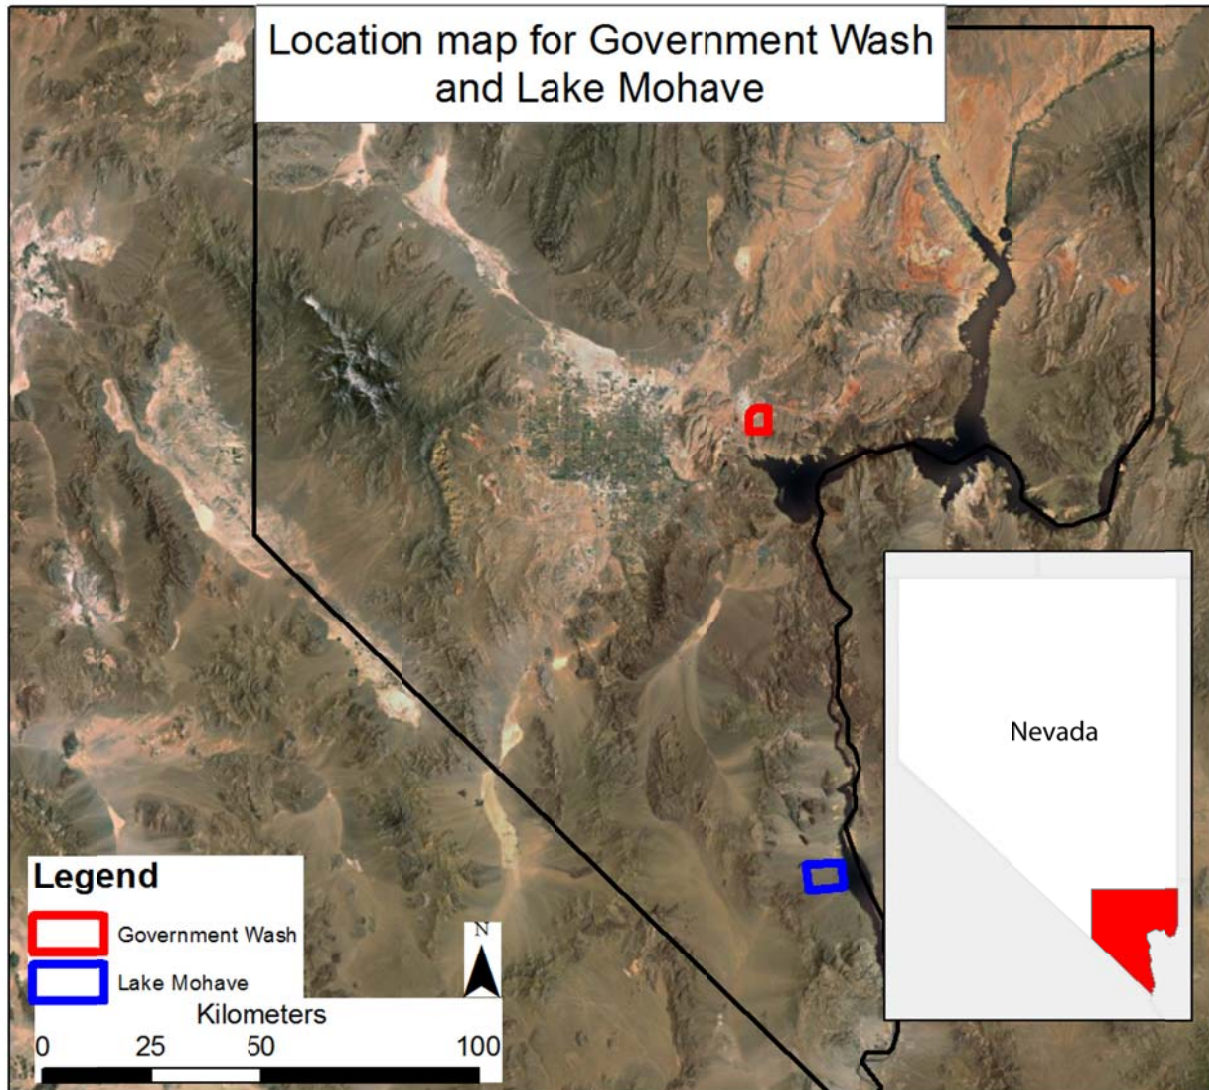 Location map for Government Wash
and Lake Mohave
Nevada
Legend
Government Wash
Lake Mohave
N
Kilometers
0 25 50 100